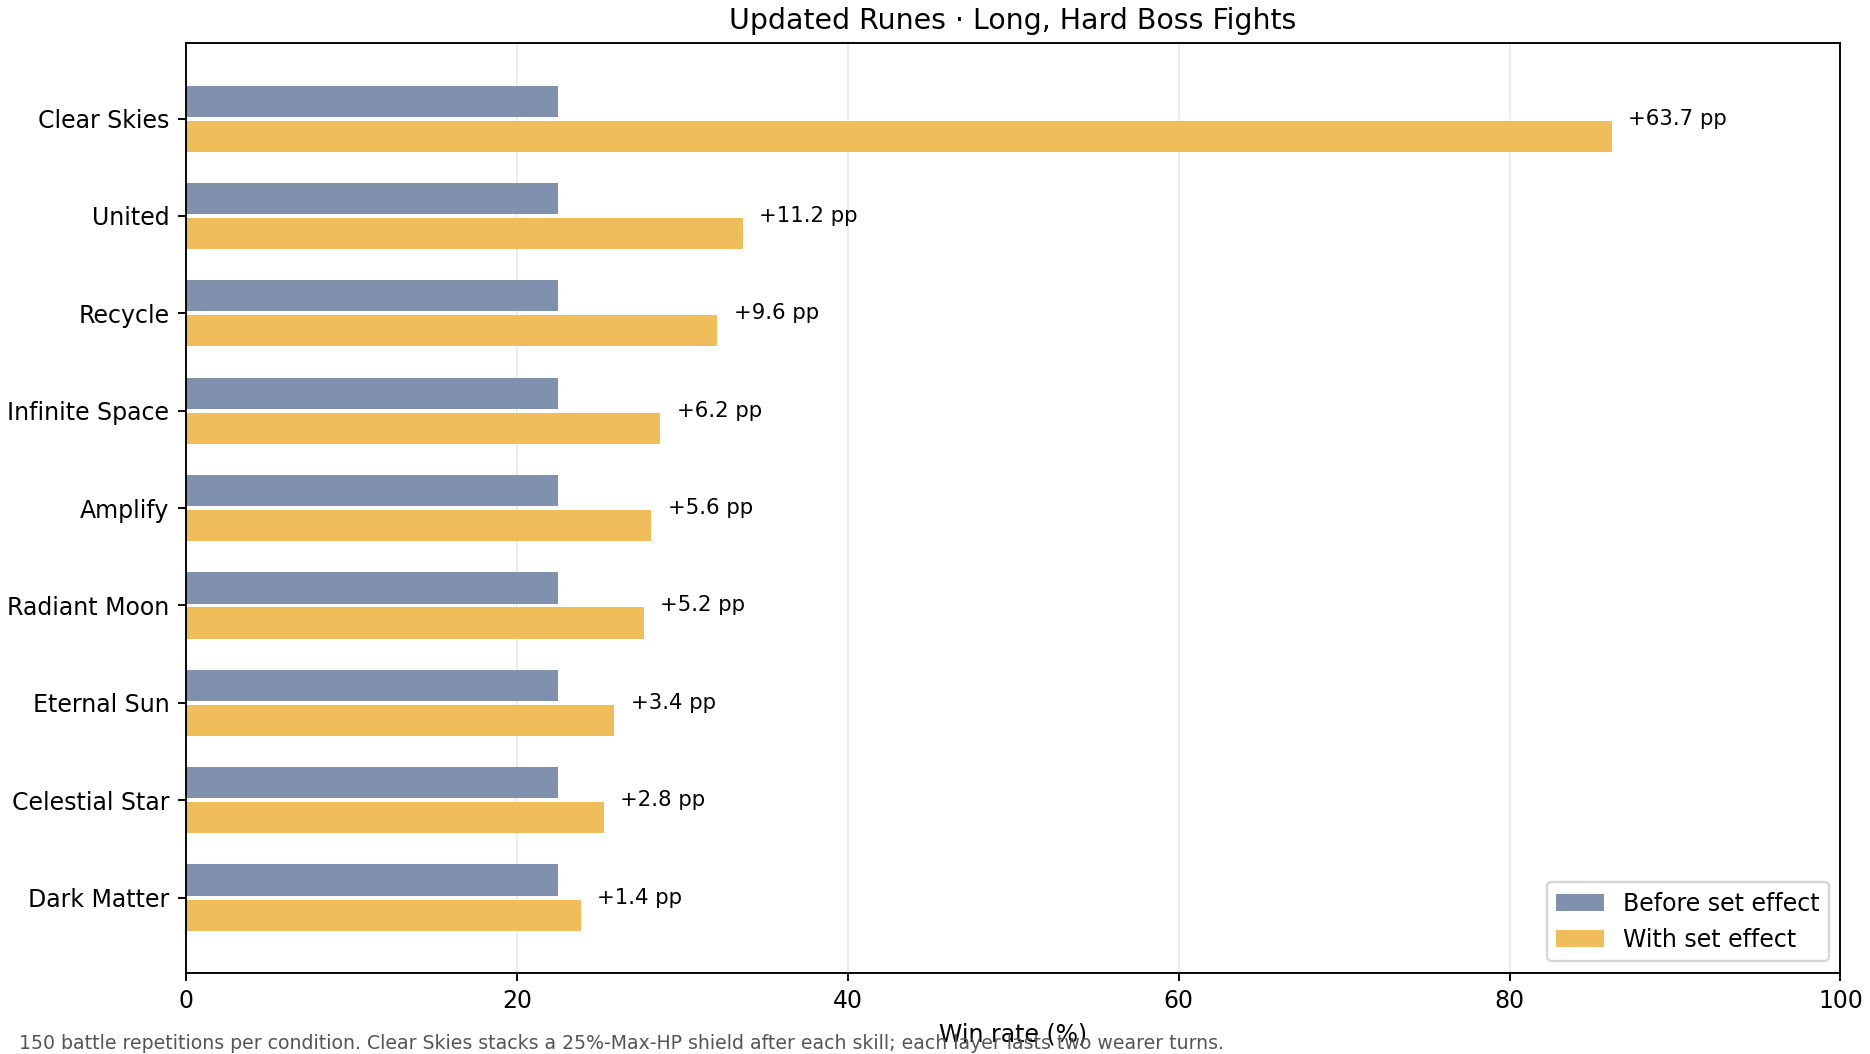 Updated Runes · Long, Hard Boss Fights
Clear Skies
+63.7 pp
United
+11.2 pp
Recycle
+9.6 pp
Infinite Space
+6.2 pp
Amplify
+5.6 pp
Radiant Moon
+5.2 pp
Eternal Sun
+3.4 pp
Celestial Star
+2.8 pp
Dark Matter
+1.4 pp
Before set effect
With set effect
0 20 40 60 80 100
Win rate (%)
150 battle repetitions per condition. Clear Skies stacks a 25%-Max-HP shield after each skill; each layer lasts two wearer turns.